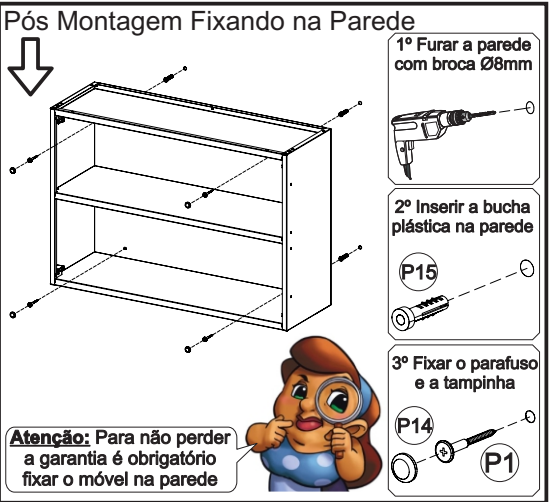 Pós Montagem Fixando na Parede
1º Furar a parede
com broca Ø8mm
2º Inserir a bucha
plástica na parede
P15
3º Fixar o parafuso
e a tampinha
P14
P1
Atenção: Para não perder
a garantia é obrigatório
fixar o móvel na parede